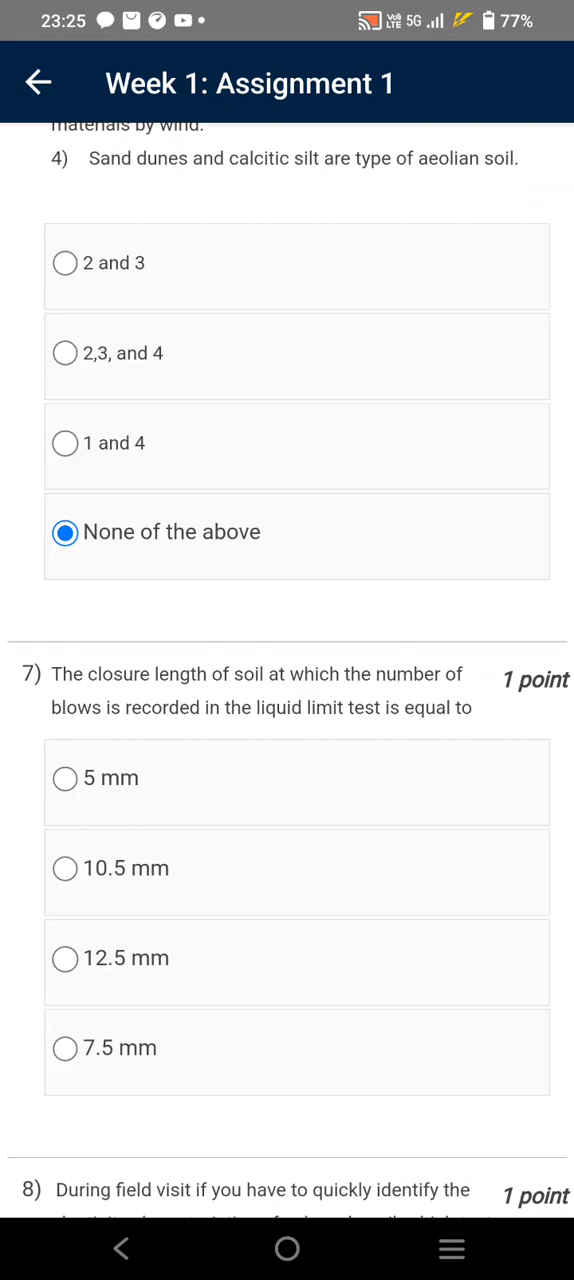 23:25
Vo) LTE 5G 77%
Week 1: Assignment 1
materials by wind.
4) Sand dunes and calcitic silt are type of aeolian soil.
2 and 3
2,3, and 4
1 and 4
None of the above
7) The closure length of soil at which the number of 1 point
blows is recorded in the liquid limit test is equal to
5 mm
10.5 mm
12.5 mm
7.5 mm
8) During field visit if you have to quickly identify the 1 point